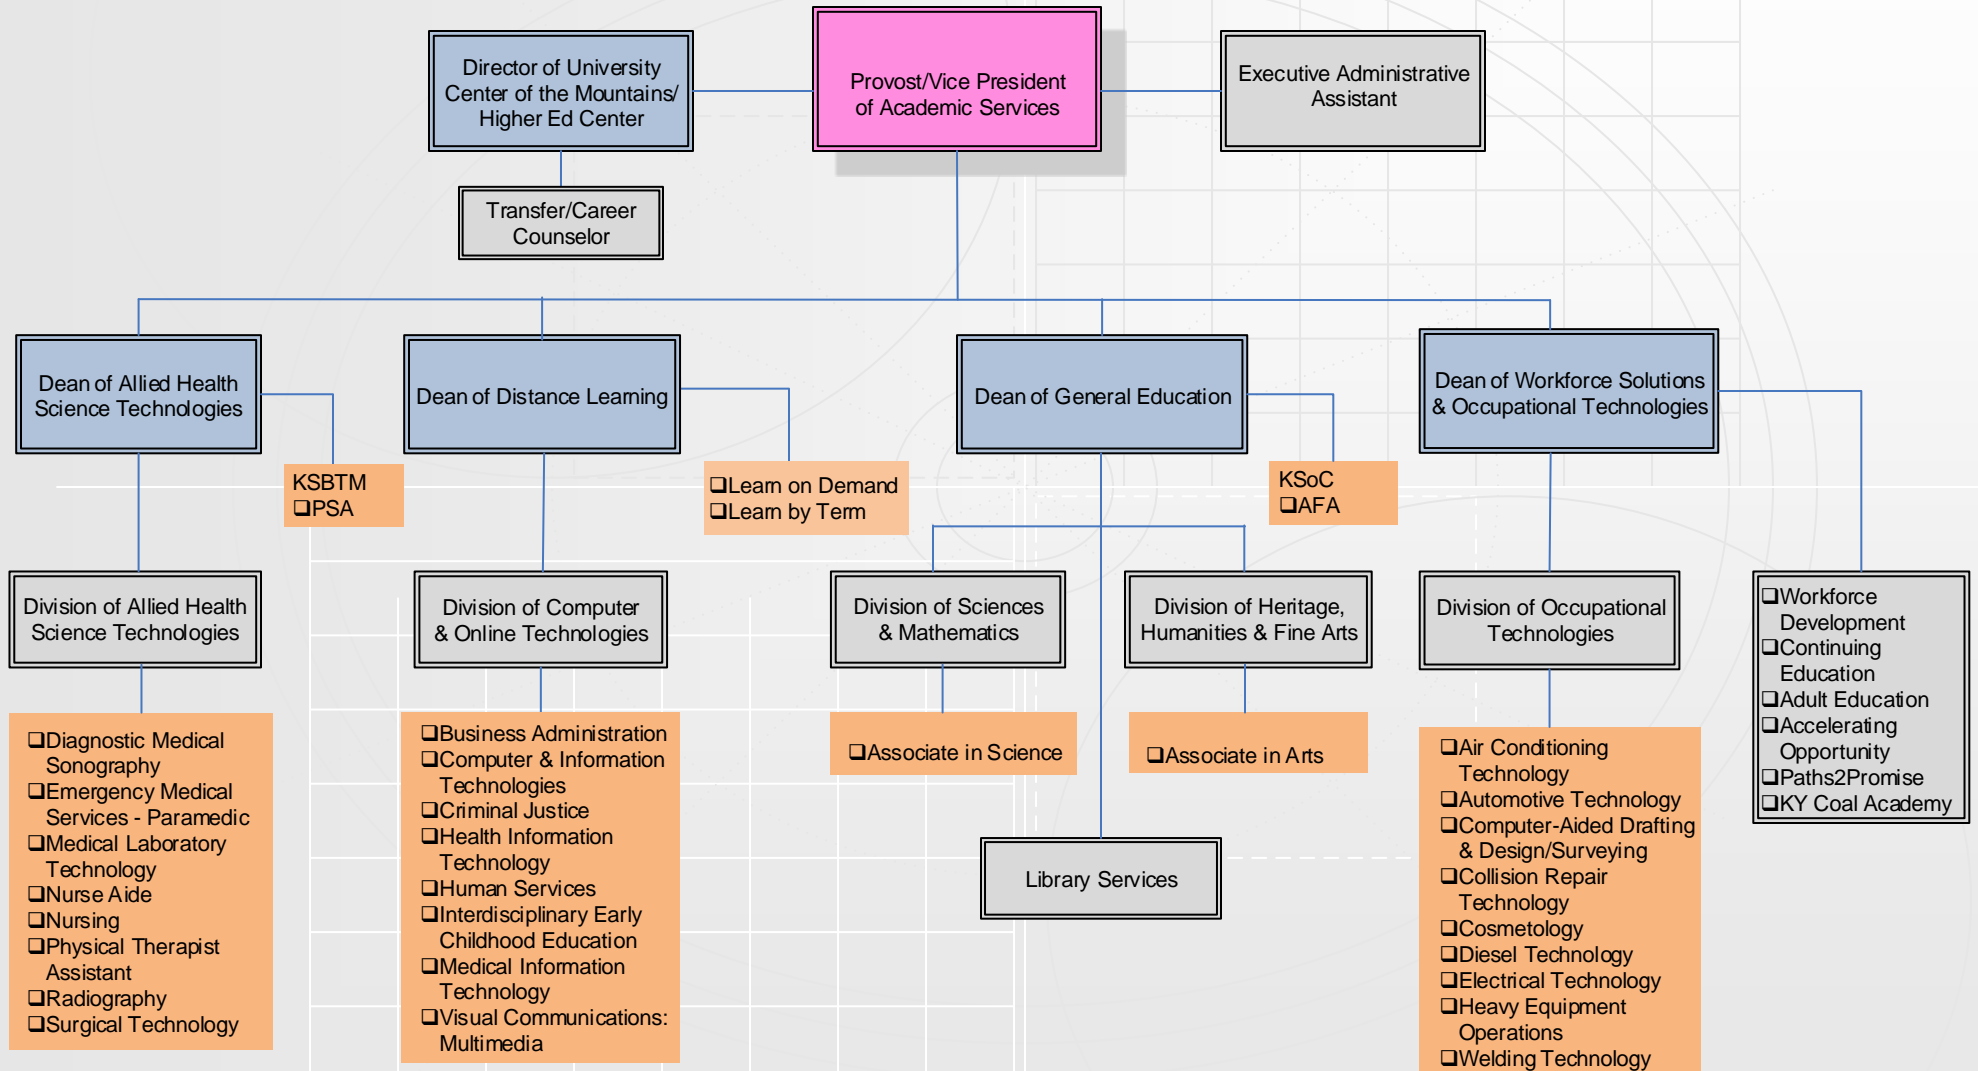 Director of University
Center of the Mountains/
Higher Ed Center
Provost/Vice President
of Academic Services
Executive Administrative
Assistant
Transfer/Career
Counselor
Dean of Allied Health
Science Technologies
Dean of Distance Learning
Dean of General Education
Dean of Workforce Solutions
& Occupational Technologies
KSBTM
❑PSA
❑Learn on Demand
❑Learn by Term
KSoC
❑AFA
Division of Allied Health
Science Technologies
Division of Computer
& Online Technologies
Division of Sciences
& Mathematics
Division of Heritage,
Humanities & Fine Arts
Division of Occupational
Technologies
❑Workforce
Development
❑Continuing
Education
❑Adult Education
❑Accelerating
Opportunity
❑Paths2Promise
❑KY Coal Academy
❑Diagnostic Medical
Sonography
❑Emergency Medical
Services - Paramedic
❑Medical Laboratory
Technology
❑Nurse Aide
❑Nursing
❑Physical Therapist
Assistant
❑Radiography
❑Surgical Technology
❑Business Administration
❑Computer & Information
Technologies
❑Criminal Justice
❑Health Information
Technology
❑Human Services
❑Interdisciplinary Early
Childhood Education
❑Medical Information
Technology
❑Visual Communications:
Multimedia
❑Associate in Science
❑Associate in Arts
Library Services
❑Air Conditioning
Technology
❑Automotive Technology
❑Computer-Aided Drafting
& Design/Surveying
❑Collision Repair
Technology
❑Cosmetology
❑Diesel Technology
❑Electrical Technology
❑Heavy Equipment
Operations
❑Welding Technology